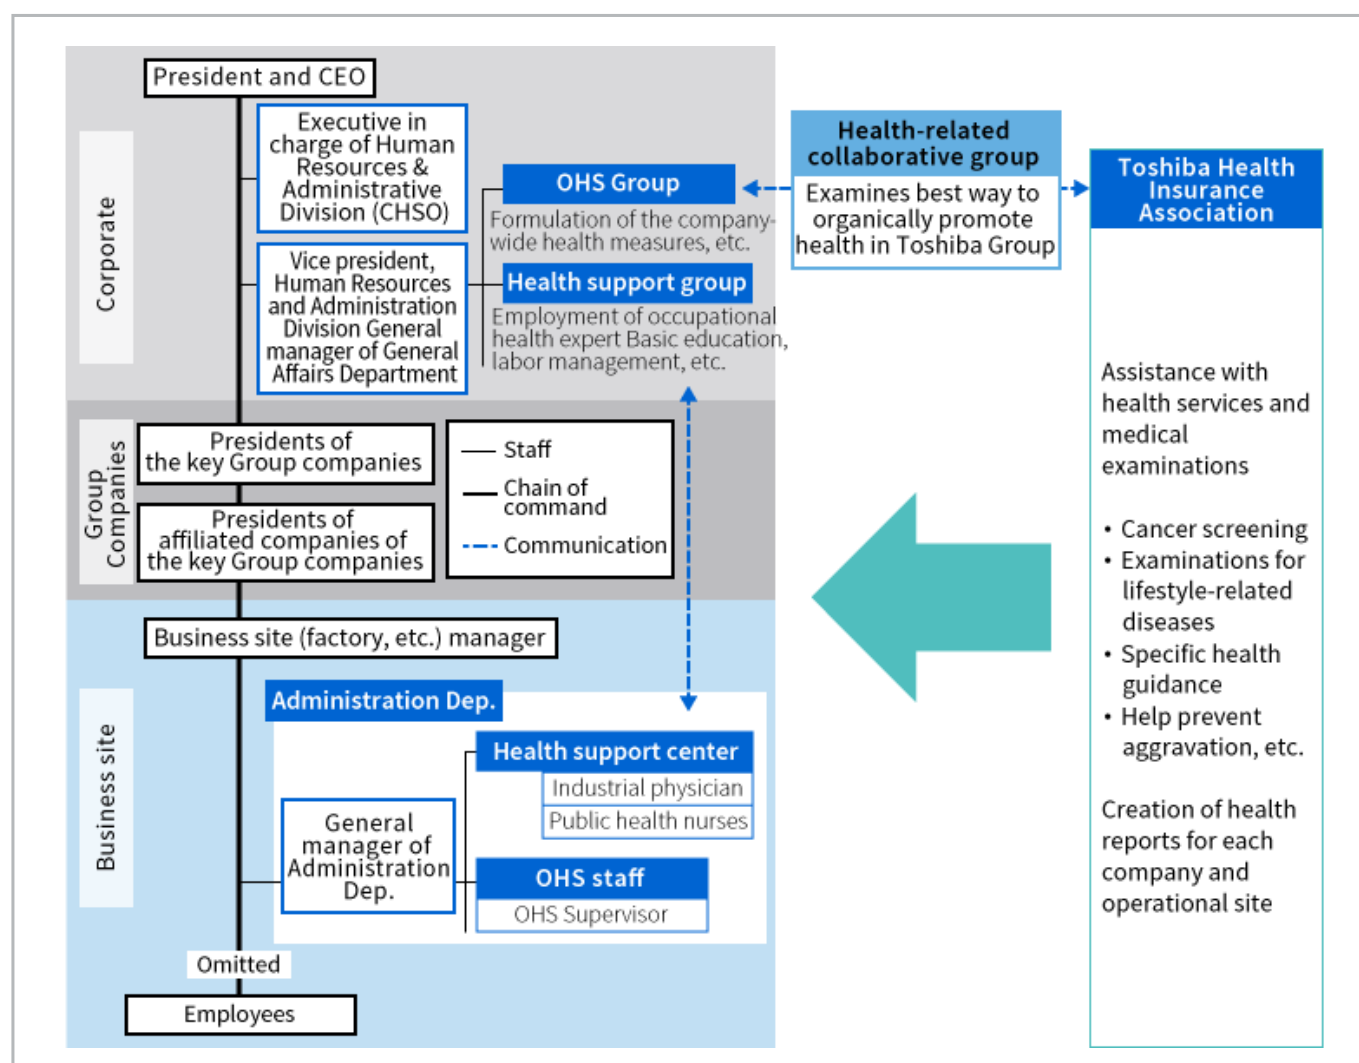 President and CEO
Corporate
Executive in
charge of Human
Resources &
Administrative
Division (CHSO)
Vice president,
Human Resources
and Administration
Division General
manager of General
Affairs Department
OHS Group
Formulation of the company-
wide health measures, etc.
Health support group
Employment of occupational
health expert Basic education,
labor management, etc.
Health-related
collaborative group
Examines best way to
organically promote
health in Toshiba Group
Toshiba Health
Insurance
Association
Assistance with
health services and
medical
examinations
・Cancer screening
・Examinations for
lifestyle-related
diseases
・Specific health
guidance
・Help prevent
aggravation, etc.
Creation of health
reports for each
company and
operational site
Group
Companies
Presidents of
the key Group companies
Presidents of
affiliated companies of
the key Group companies
Staff
Chain of
command
Communication
Business site
Business site (factory, etc.) manager
Administration Dep.
General
manager of
Administration
Dep.
Health support center
Industrial physician
Public health nurses
OHS staff
OHS Supervisor
Omitted
Employees